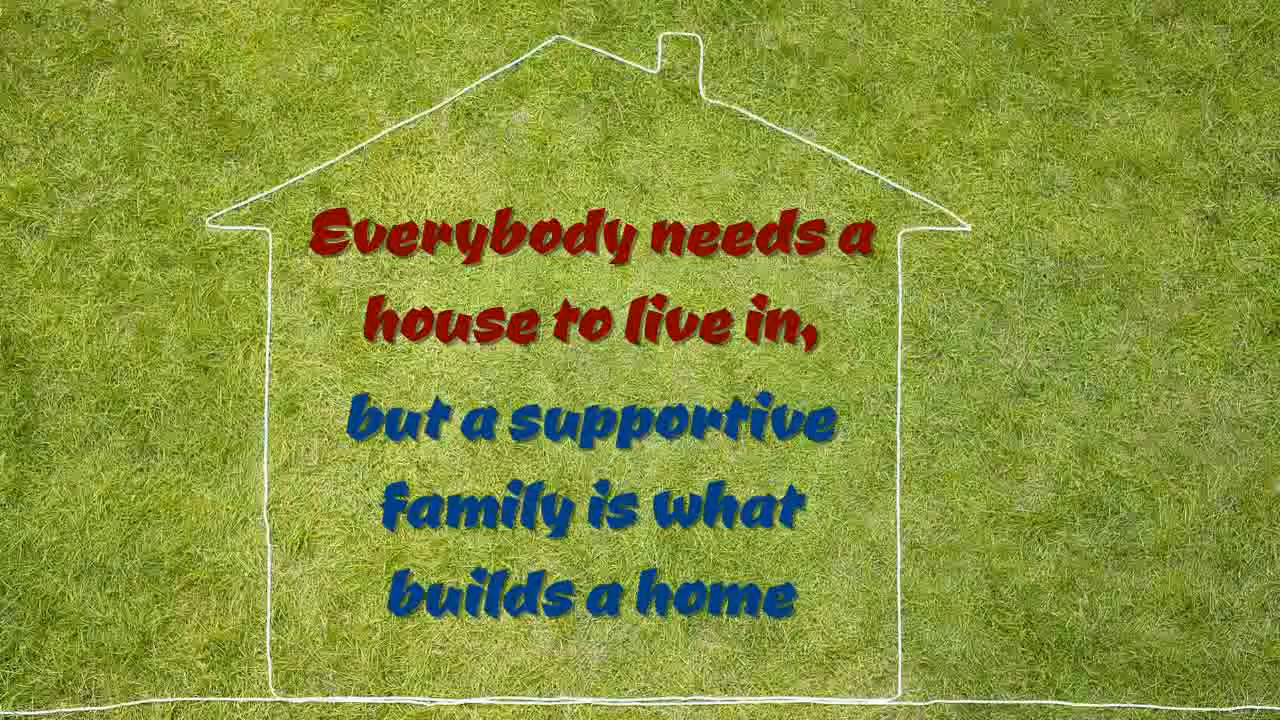 Everybody needs a
house to live in,
but a supportive
family is what
builds a home